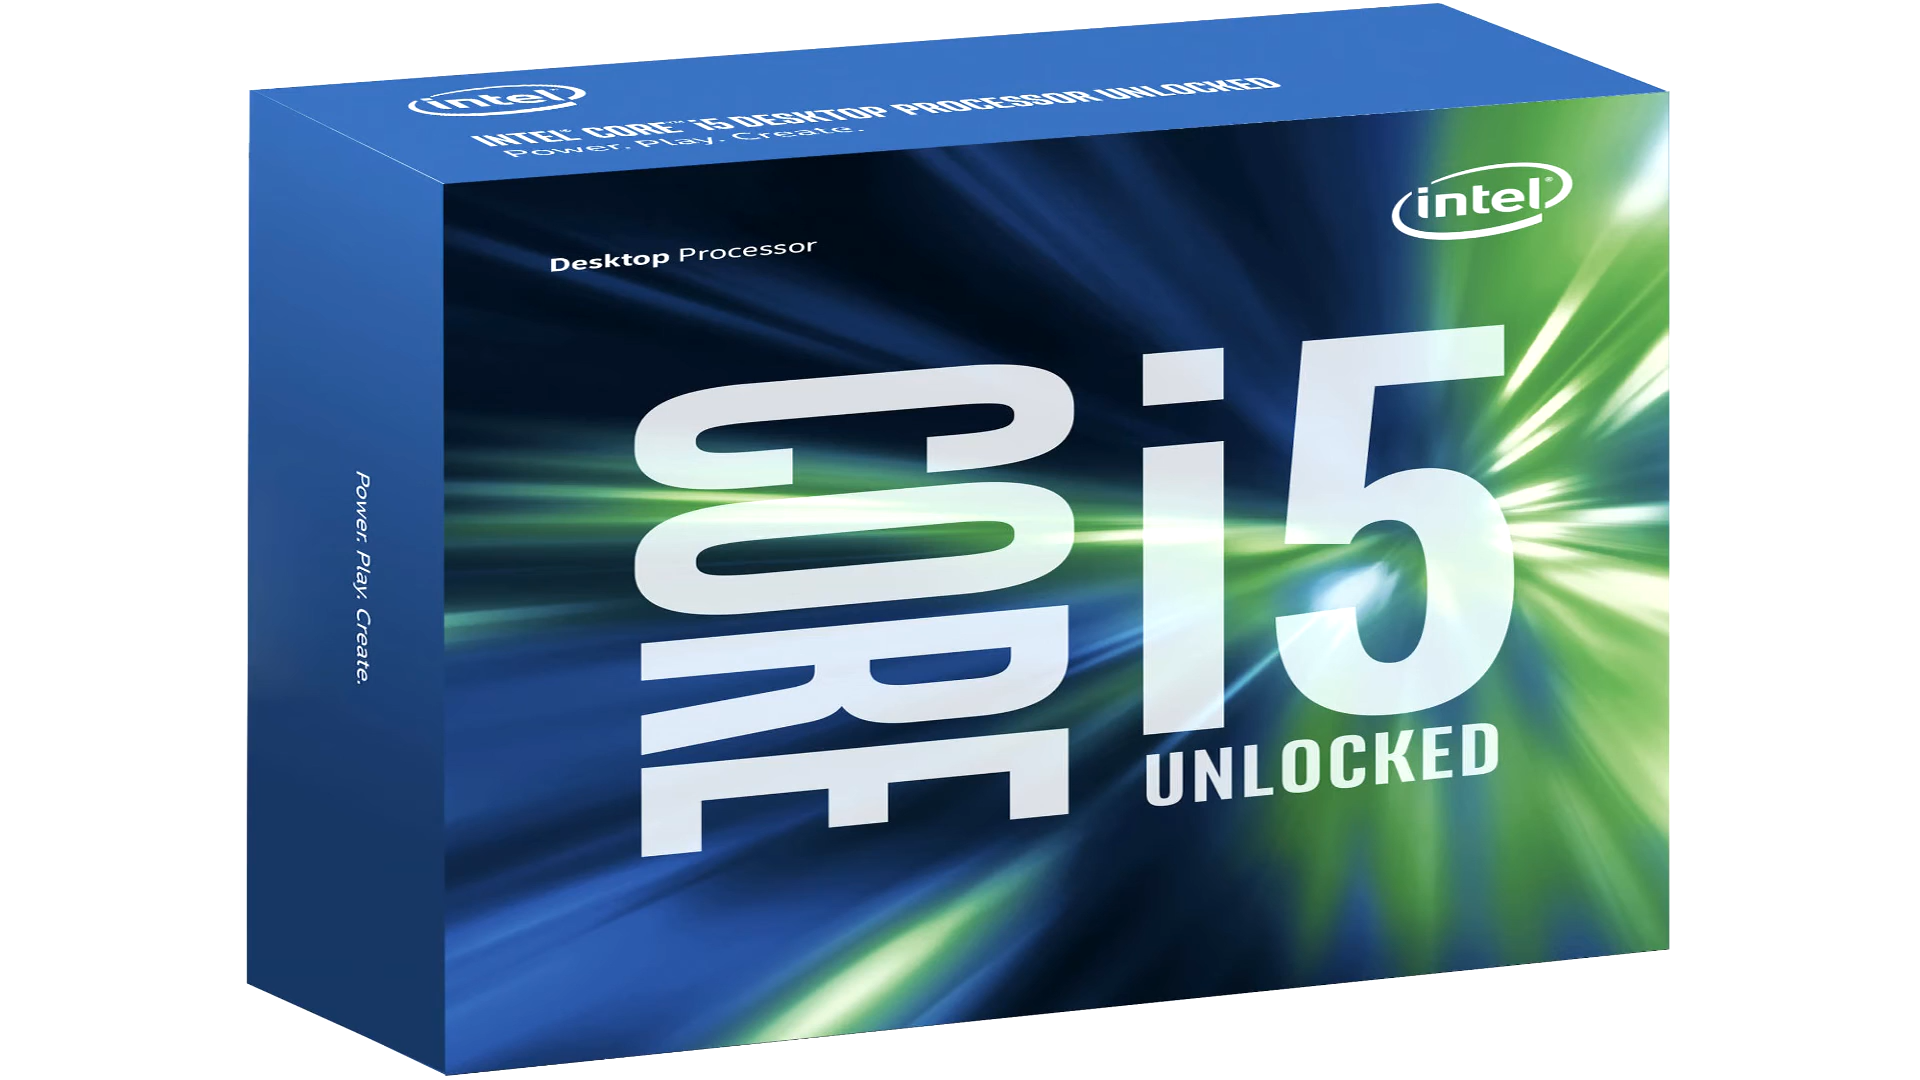 intel
INTEL® CORE™ i5 DESKTOP PROCESSOR UNLOCKED
Power. Play. Create.
intel®
Desktop Processor
CORE i5
UNLOCKED
Power. Play. Create.